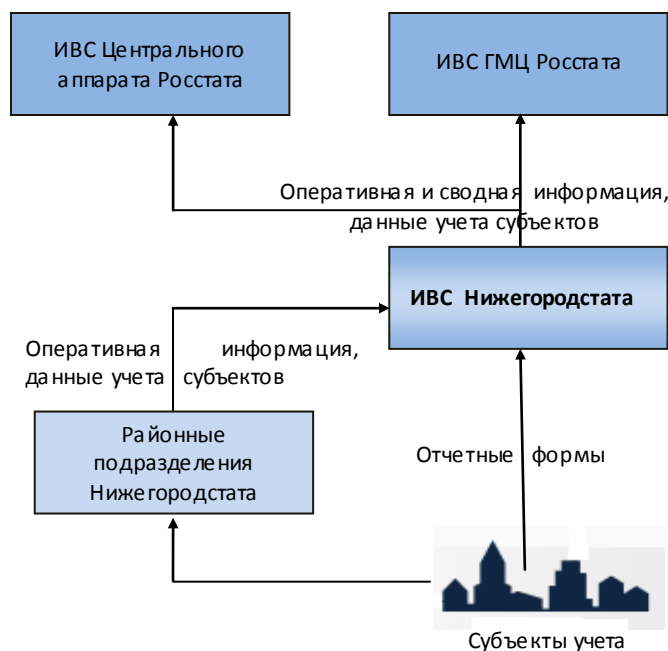 ИВС Центрального
аппарата Росстата
ИВС ГМЦ Росстата
Оперативная и сводная информация,
данные учета субъектов
ИВС Нижегородстата
Оперативная информация,
данные учета субъектов
Районные
подразделения
Нижегородстата
Отчетные формы
Субъекты учета